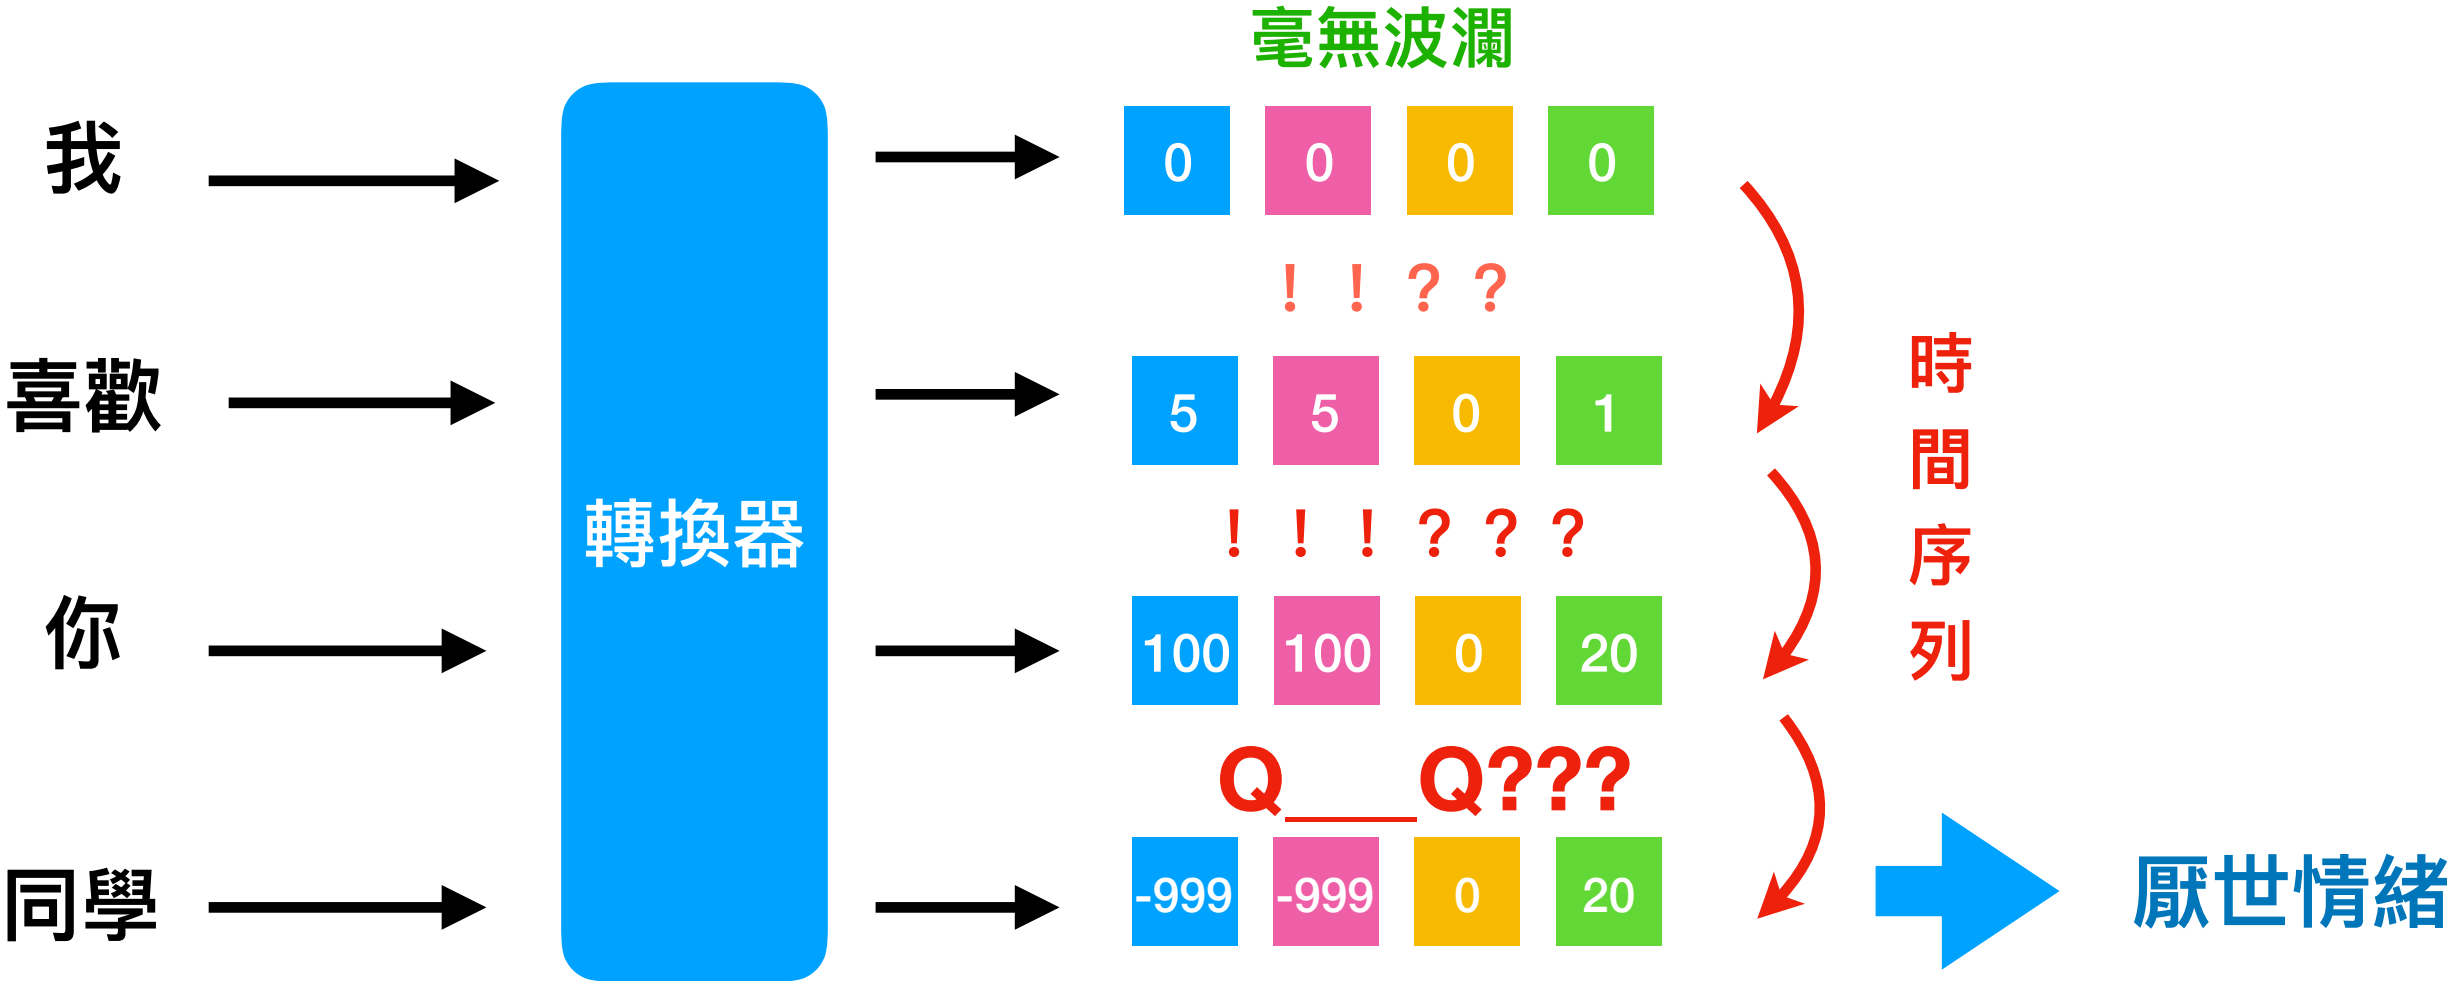 毫無波瀾
我
0 0 0 0
！！？？
喜歡
5 5 0 1
轉換器
！！！？？？
你
100 100 0 20
Q____Q???
同學
-999 -999 0 20
時間序列
厭世情緒